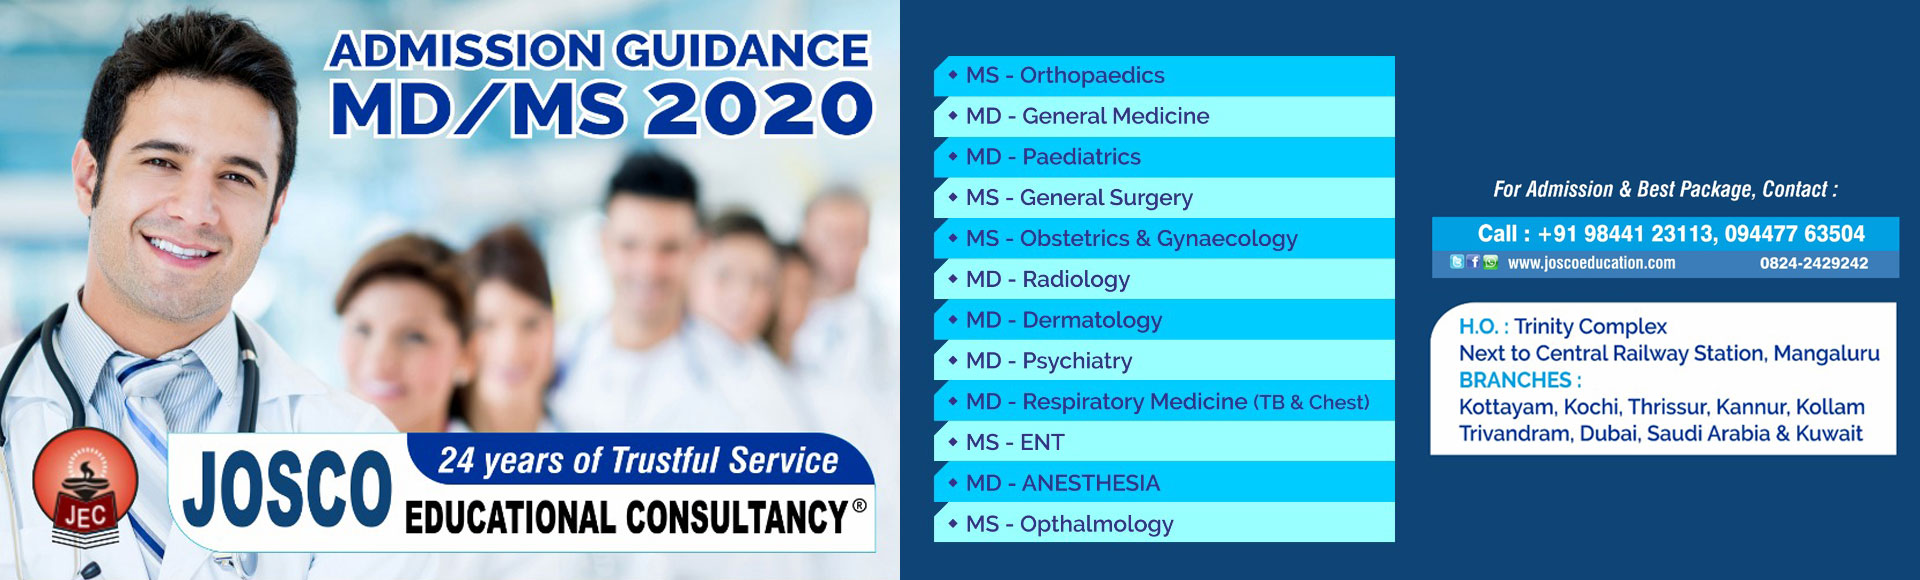 ADMISSION GUIDANCE
MD/MS 2020
JEC
JOSCO
24 years of Trustful Service
EDUCATIONAL CONSULTANCY®
MS - Orthopaedics
MD - General Medicine
MD - Paediatrics
MS - General Surgery
MS - Obstetrics & Gynaecology
MD - Radiology
MD - Dermatology
MD - Psychiatry
MD - Respiratory Medicine (TB & Chest)
MS - ENT
MD - ANESTHESIA
MS - Opthalmology
For Admission & Best Package, Contact :
Call : +91 98441 23113, 094477 63504
www.joscoeducation.com 0824-2429242
H.O. : Trinity Complex
Next to Central Railway Station, Mangaluru
BRANCHES :
Kottayam, Kochi, Thrissur, Kannur, Kollam
Trivandram, Dubai, Saudi Arabia & Kuwait